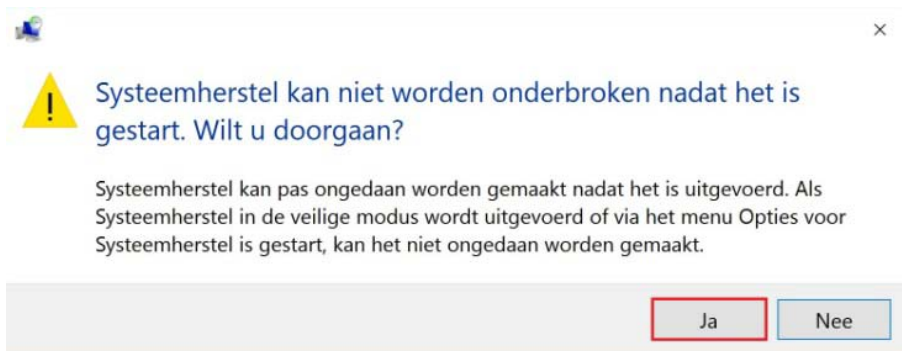 Systeemherstel kan niet worden onderbroken nadat het is
gestart. Wilt u doorgaan?
Systeemherstel kan pas ongedaan worden gemaakt nadat het is uitgevoerd. Als
Systeemherstel in de veilige modus wordt uitgevoerd of via het menu Opties voor
Systeemherstel is gestart, kan het niet ongedaan worden gemaakt.
Ja Nee